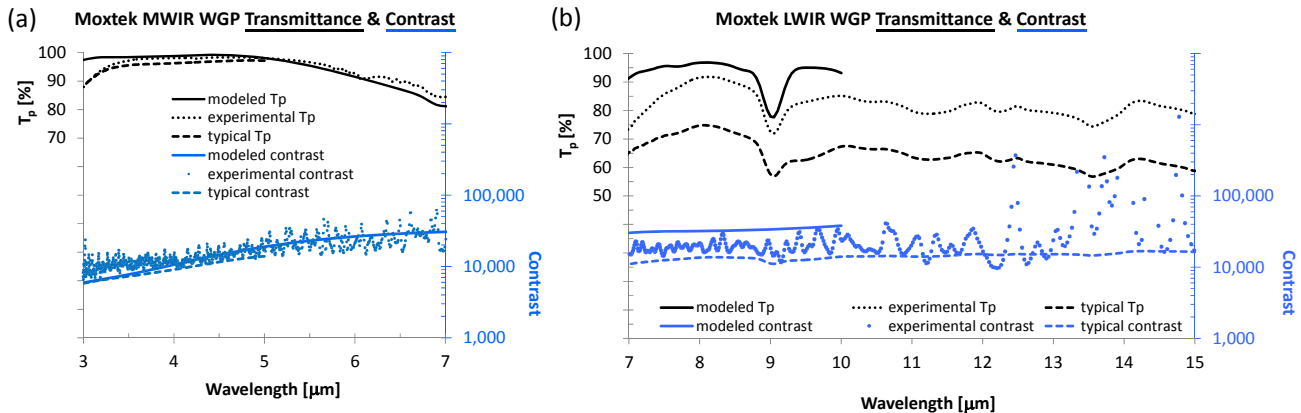 (a)
Moxtek MWIR WGP Transmittance & Contrast
Tp [%]
100
90
80
70
modeled Tp
experimental Tp
typical Tp
modeled contrast
experimental contrast
typical contrast
100,000
10,000
1,000
Contrast
3 4 5 6 7
Wavelength [μm]
(b)
Moxtek LWIR WGP Transmittance & Contrast
Tp [%]
100
90
80
70
60
50
100,000
10,000
1,000
Contrast
modeled Tp experimental Tp typical Tp
modeled contrast experimental contrast typical contrast
7 8 9 10 11 12 13 14 15
Wavelength [μm]